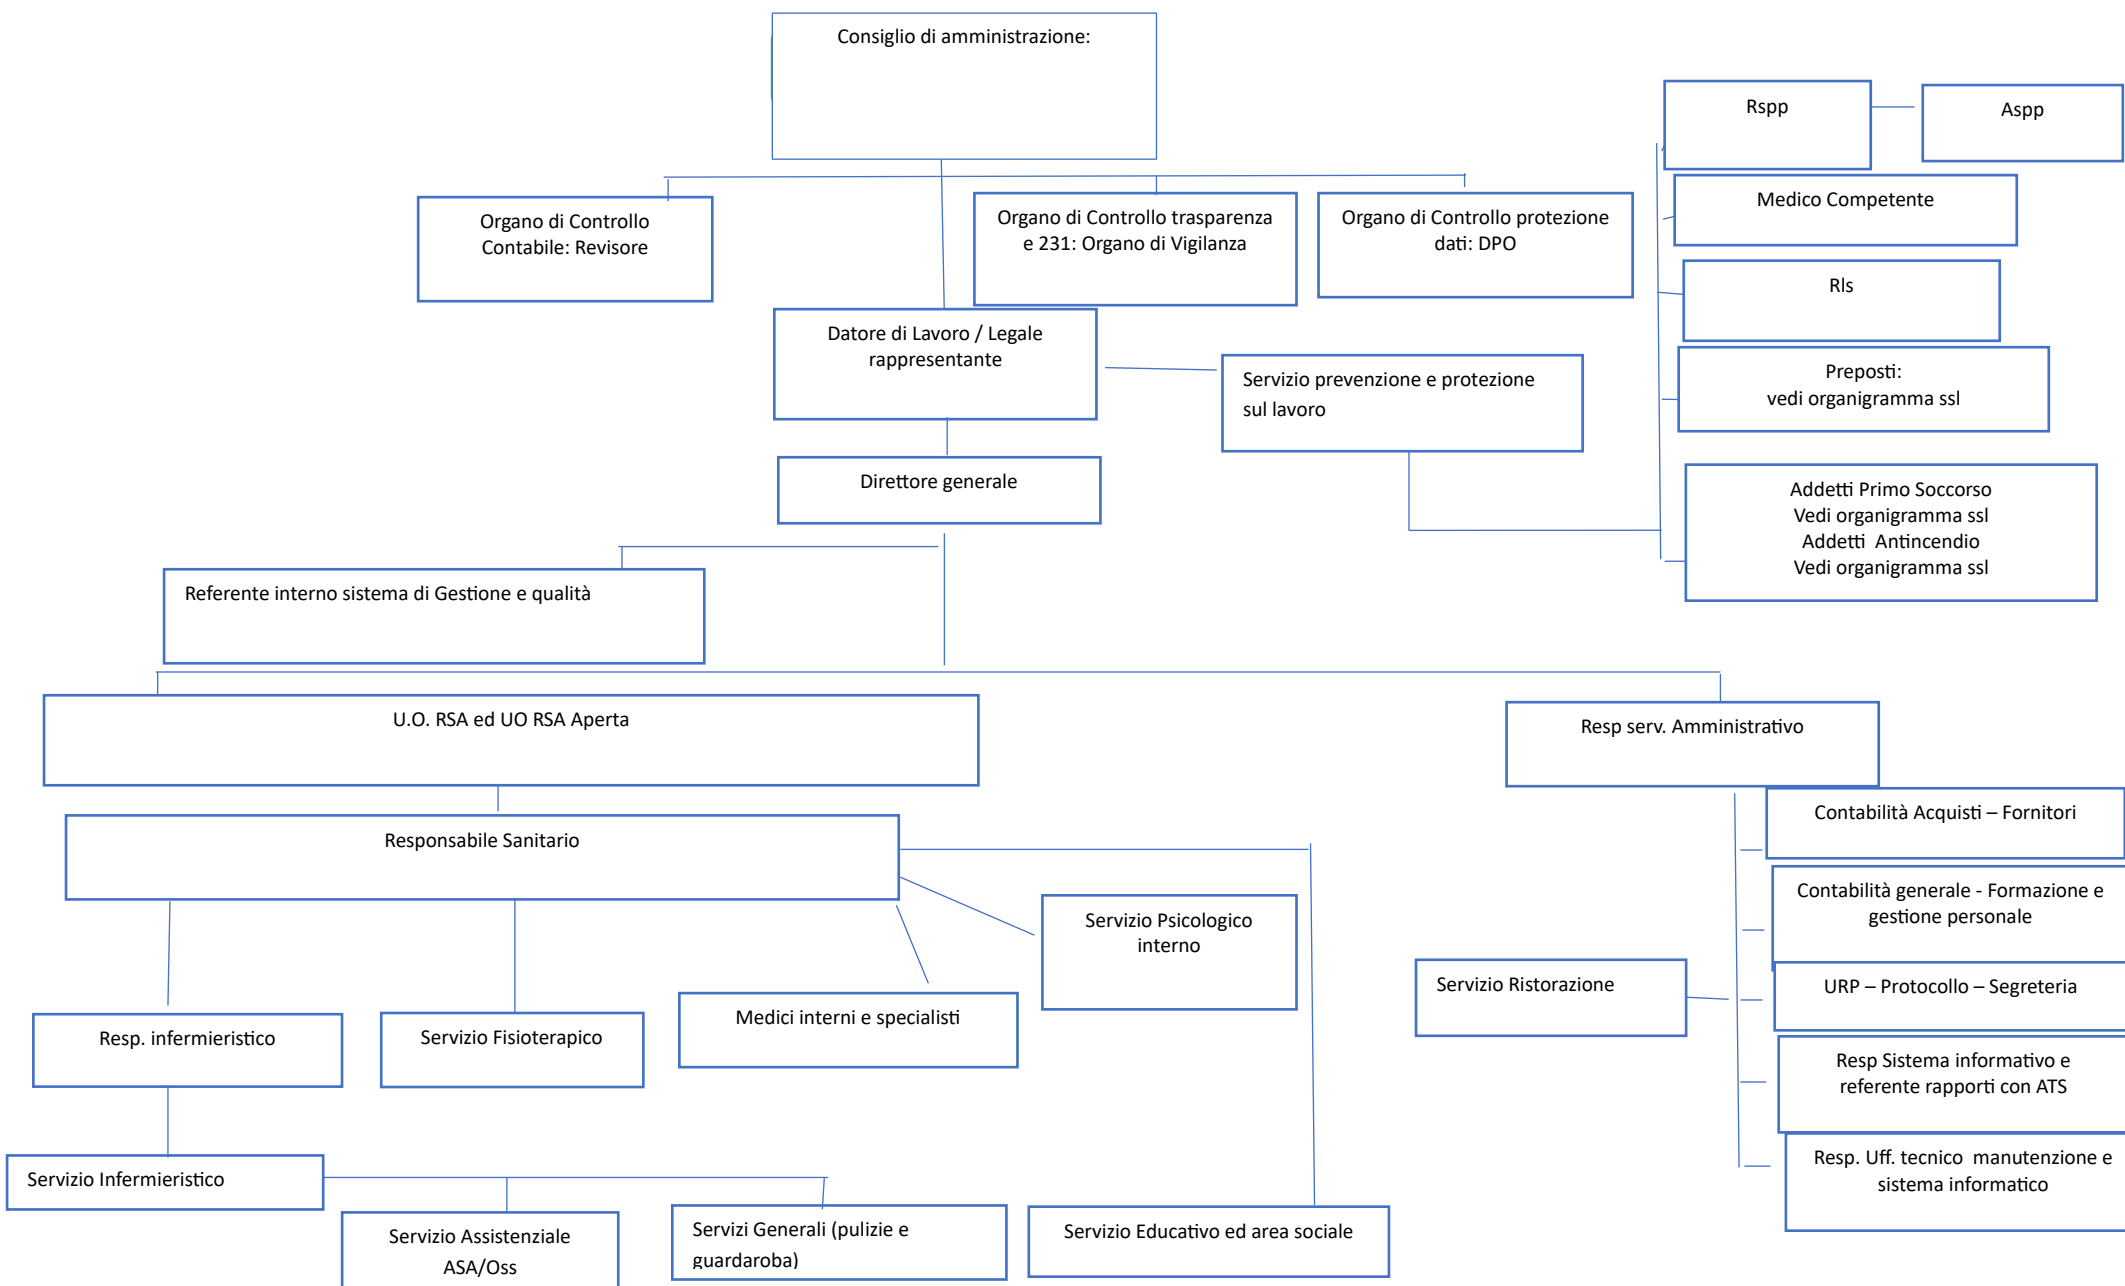 Consiglio di amministrazione:
Rspp
Aspp
Medico Competente
Organo di Controllo
Contabile: Revisore
Organo di Controllo trasparenza
e 231: Organo di Vigilanza
Organo di Controllo protezione
dati: DPO
Rls
Datore di Lavoro / Legale
rappresentante
Servizio prevenzione e protezione
sul lavoro
Preposti:
vedi organigramma ssl
Direttore generale
Addetti Primo Soccorso
Vedi organigramma ssl
Addetti  Antincendio
Vedi organigramma ssl
Referente interno sistema di Gestione e qualità
U.O. RSA ed UO RSA Aperta
Resp serv. Amministrativo
Responsabile Sanitario
Contabilità Acquisti – Fornitori
Contabilità generale - Formazione e
gestione personale
Servizio Psicologico
interno
Servizio Ristorazione
URP – Protocollo – Segreteria
Resp. infermieristico
Servizio Fisioterapico
Medici interni e specialisti
Resp Sistema informativo e
referente rapporti con ATS
Resp. Uff. tecnico  manutenzione e
sistema informatico
Servizio Infermieristico
Servizio Assistenziale
ASA/Oss
Servizi Generali (pulizie e
guardaroba)
Servizio Educativo ed area sociale